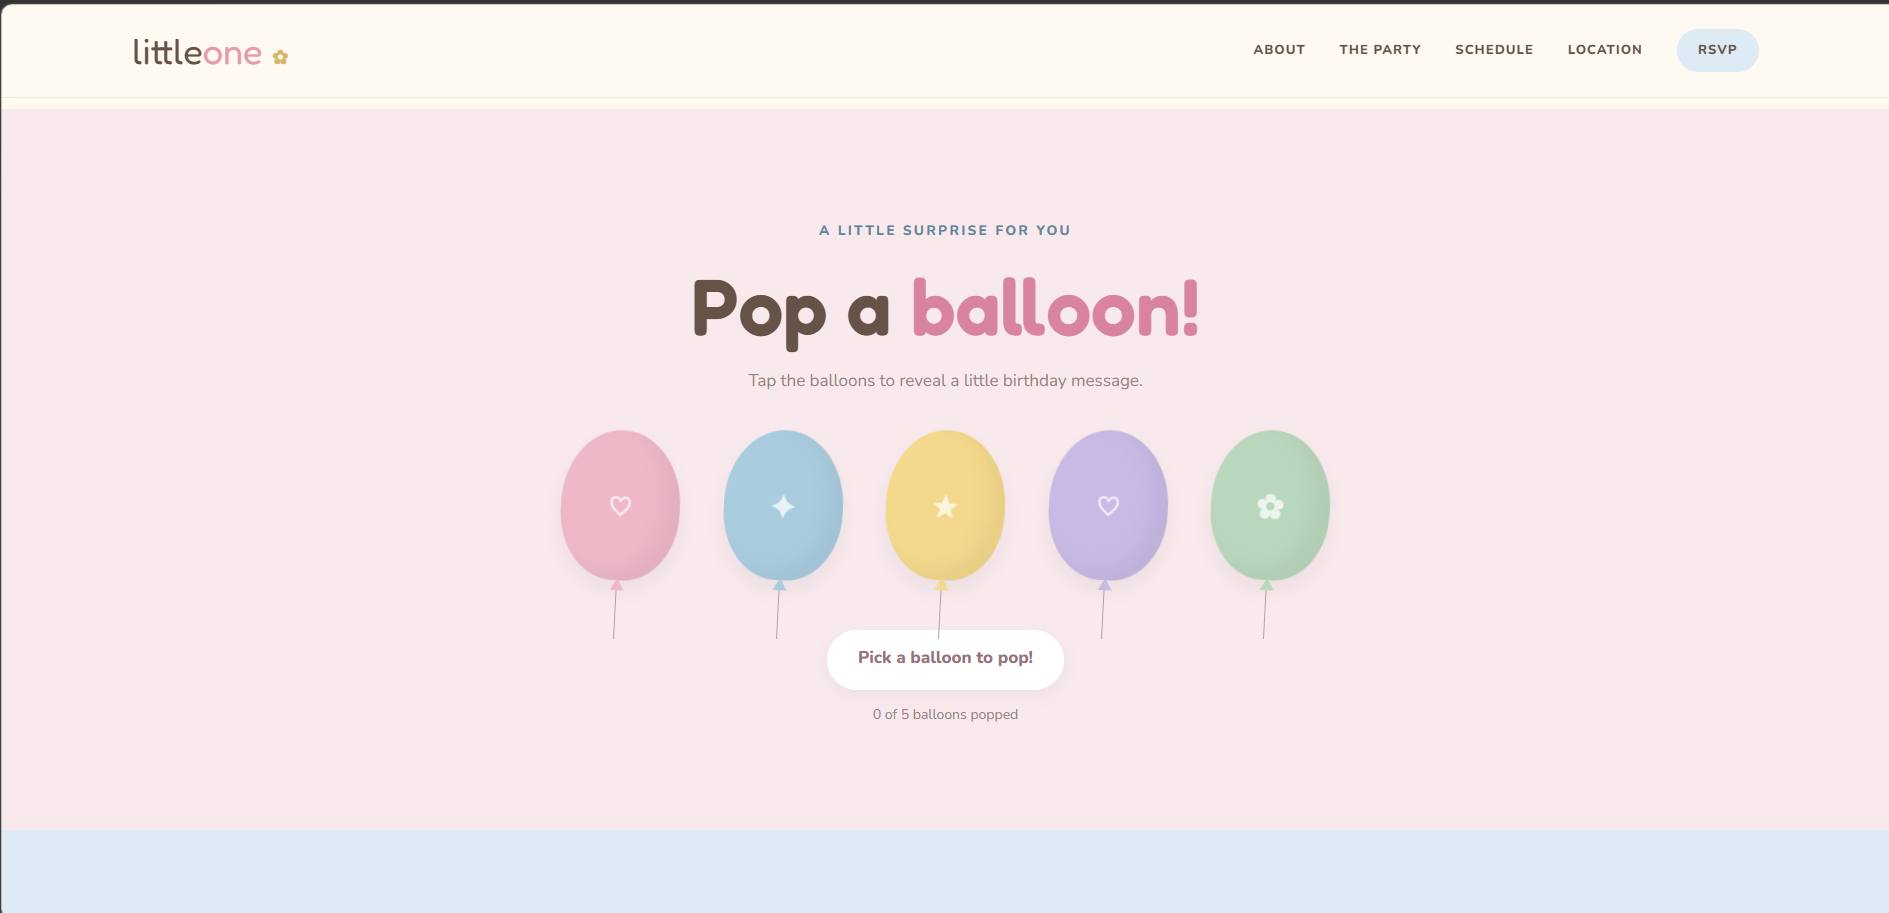 littleone
ABOUT THE PARTY SCHEDULE LOCATION RSVP
A LITTLE SURPRISE FOR YOU
Pop a balloon!
Tap the balloons to reveal a little birthday message.
Pick a balloon to pop!
0 of 5 balloons popped